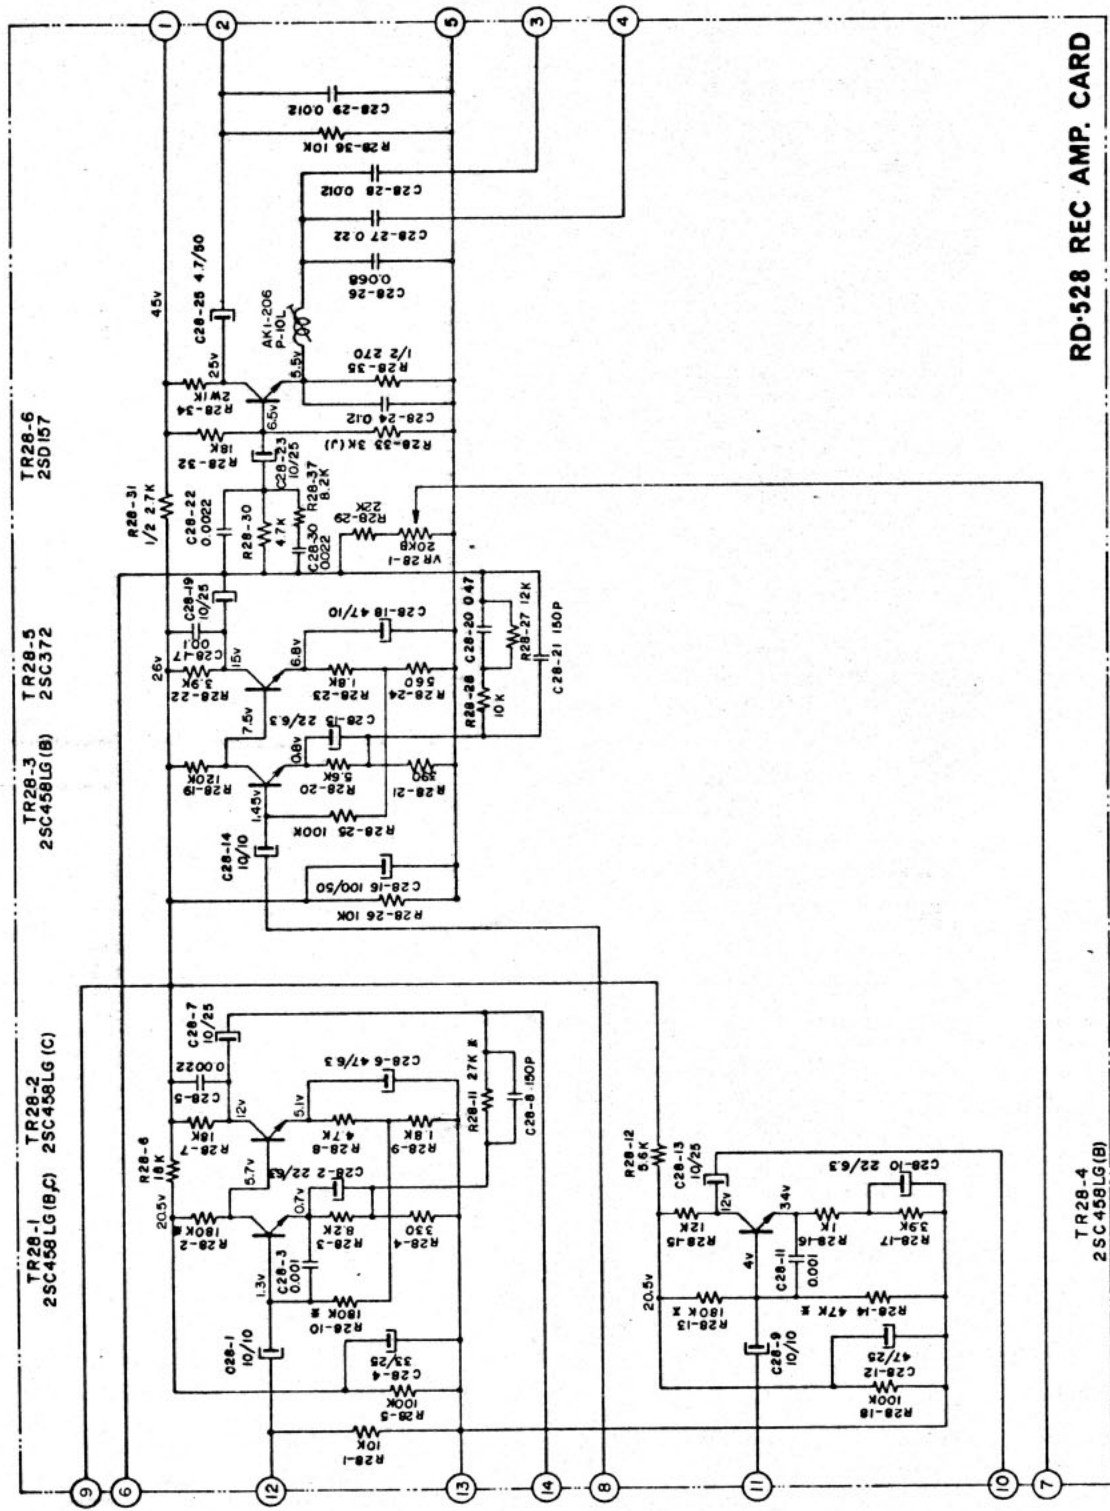 TR28-1
2SC458LG(B,C)
TR28-2
2SC458LG(C)
TR28-3
2SC458LG(B)
TR28-5
2SC372
TR28-6
2SD157
9
6
12
13
14
8
11
10
7
1
2
5
3
4
R28-6
18K
C28-5
0.0022
C28-7
10/25
20.5v
180K※
R28-2
18K
R28-7
12v
5.7v
C28-2 22/63
0.7v
5.1v
1.3v
C28-1
10/10
C28-3
0.001
8.2K
R28-3
330
R28-4
4.7K
R28-8
1.8K
R28-9
C28-6 47/6.3
180K※
R28-10
33/25
C28-4
100K
R28-5
10K
R28-1
R28-11 27K※
C28-8 150P
26v
120K
R28-19
3.9K
R28-22
C28-17
00.1
C28-19
10/25
15v
7.5v
C28-15 22/6.3
0.8v
6.8v
1.45v
C28-14
10/10
5.6K
R28-20
390
R28-21
1.8K
R28-23
560
R28-24
C28-18 47/10
R28-25 100K
C28-16 100/50
R28-26 10K
R28-28
10K
C28-20 047
R28-27 12K
C28-21 150P
R28-31
1/2 2.7K
C28-22
0.0022
R28-30
4.7K
C28-30
0.022
R28-37
8.2K
C28-23
10/25
22K
R28-29
20KB
VR28-1
45v
18K
R28-32
2W1K
R28-34
25v
C28-25 4.7/50
6.5v
5.5v
AK1-206
P-10L
R28-33 3K(J)
C28-24 0.12
1/2 270
R28-35
0.068
C28-26
C28-27 0.22
C28-28
0.012
R28-36 10K
C28-29 0.012
R28-12
5.6K
C28-13
10/25
20.5v
12K
R28-15
12v
34v
4v
C28-9
10/10
180K※
R28-13
C28-11
0.001
1K
R28-16
3.9K
R28-17
C28-10 22/6.3
R28-14 47K※
47/25
C28-12
100K
R28-18
TR28-4
2SC458LG(B)
RD-528 REC AMP. CARD